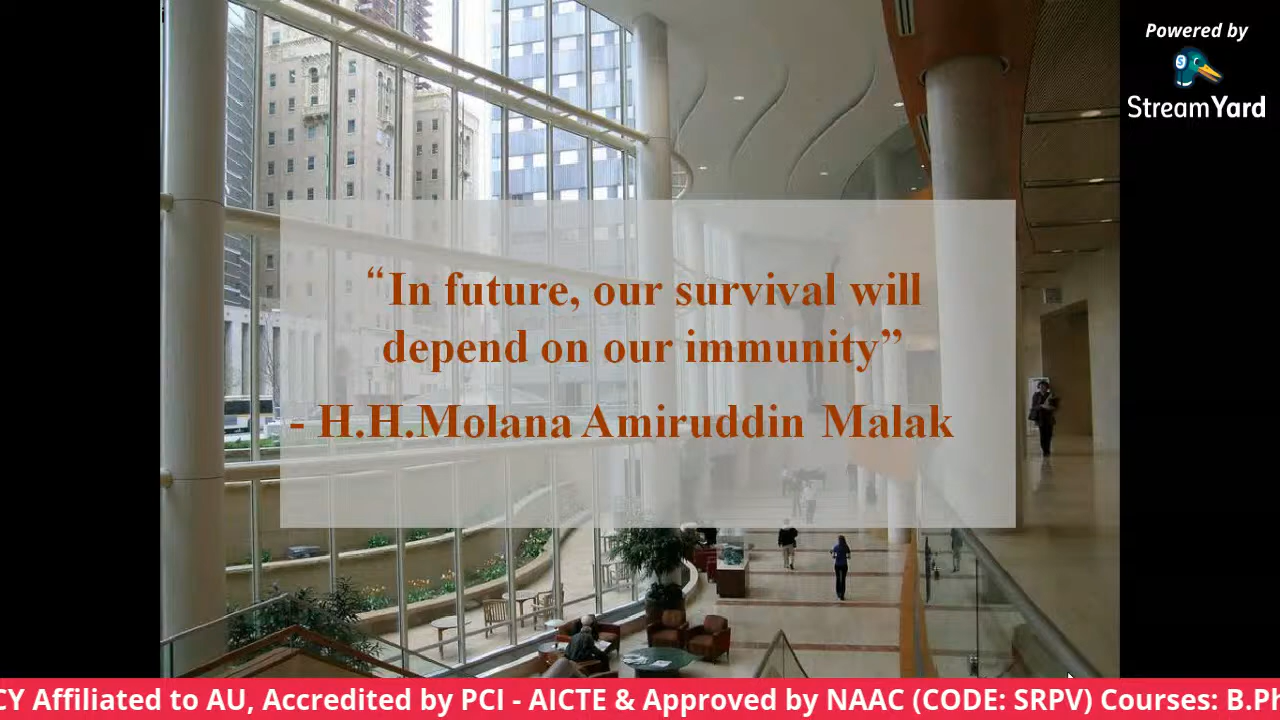 Powered by
StreamYard
“In future, our survival will
depend on our immunity”
- H.H.Molana Amiruddin Malak
CY Affiliated to AU, Accredited by PCI - AICTE & Approved by NAAC (CODE: SRPV) Courses: B.Ph